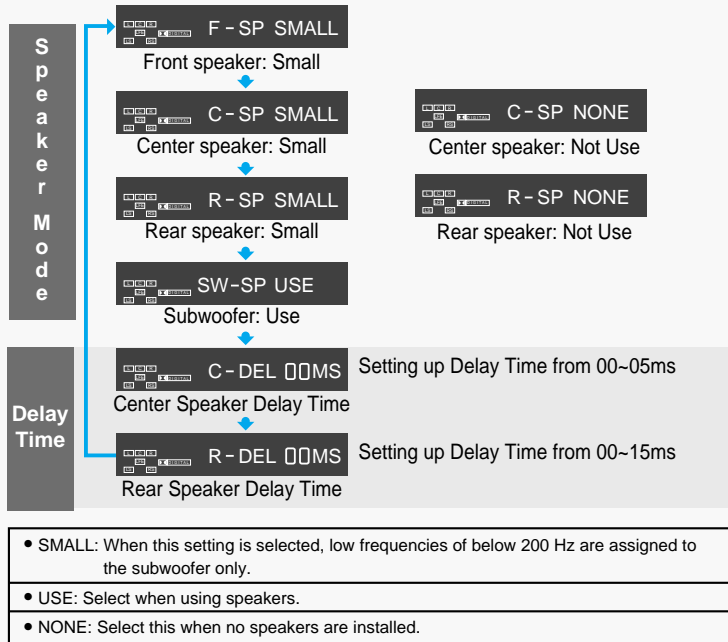 Speaker Mode
F-SP SMALL
Front speaker: Small
C-SP SMALL
Center speaker: Small
C-SP NONE
Center speaker: Not Use
R-SP SMALL
Rear speaker: Small
R-SP NONE
Rear speaker: Not Use
SW-SP USE
Subwoofer: Use
Delay Time
C-DEL 00MS
Center Speaker Delay Time
Setting up Delay Time from 00~05ms
R-DEL 00MS
Rear Speaker Delay Time
Setting up Delay Time from 00~15ms
• SMALL: When this setting is selected, low frequencies of below 200 Hz are assigned to
the subwoofer only.
• USE: Select when using speakers.
• NONE: Select this when no speakers are installed.